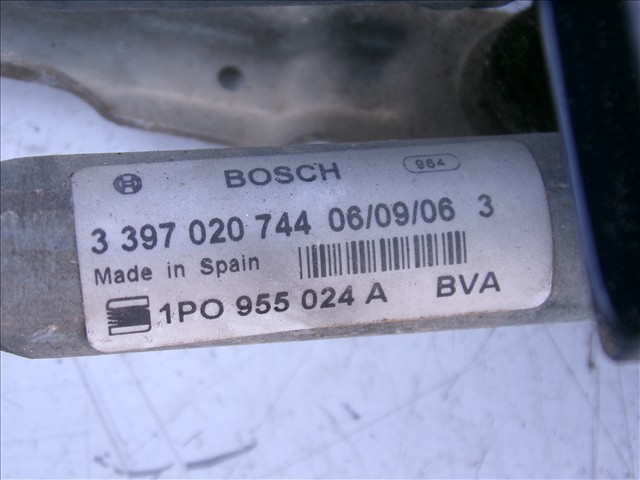 BOSCH 964
3 397 020 744 06/09/06 3
Made in Spain
1PO 955 024 A BVA